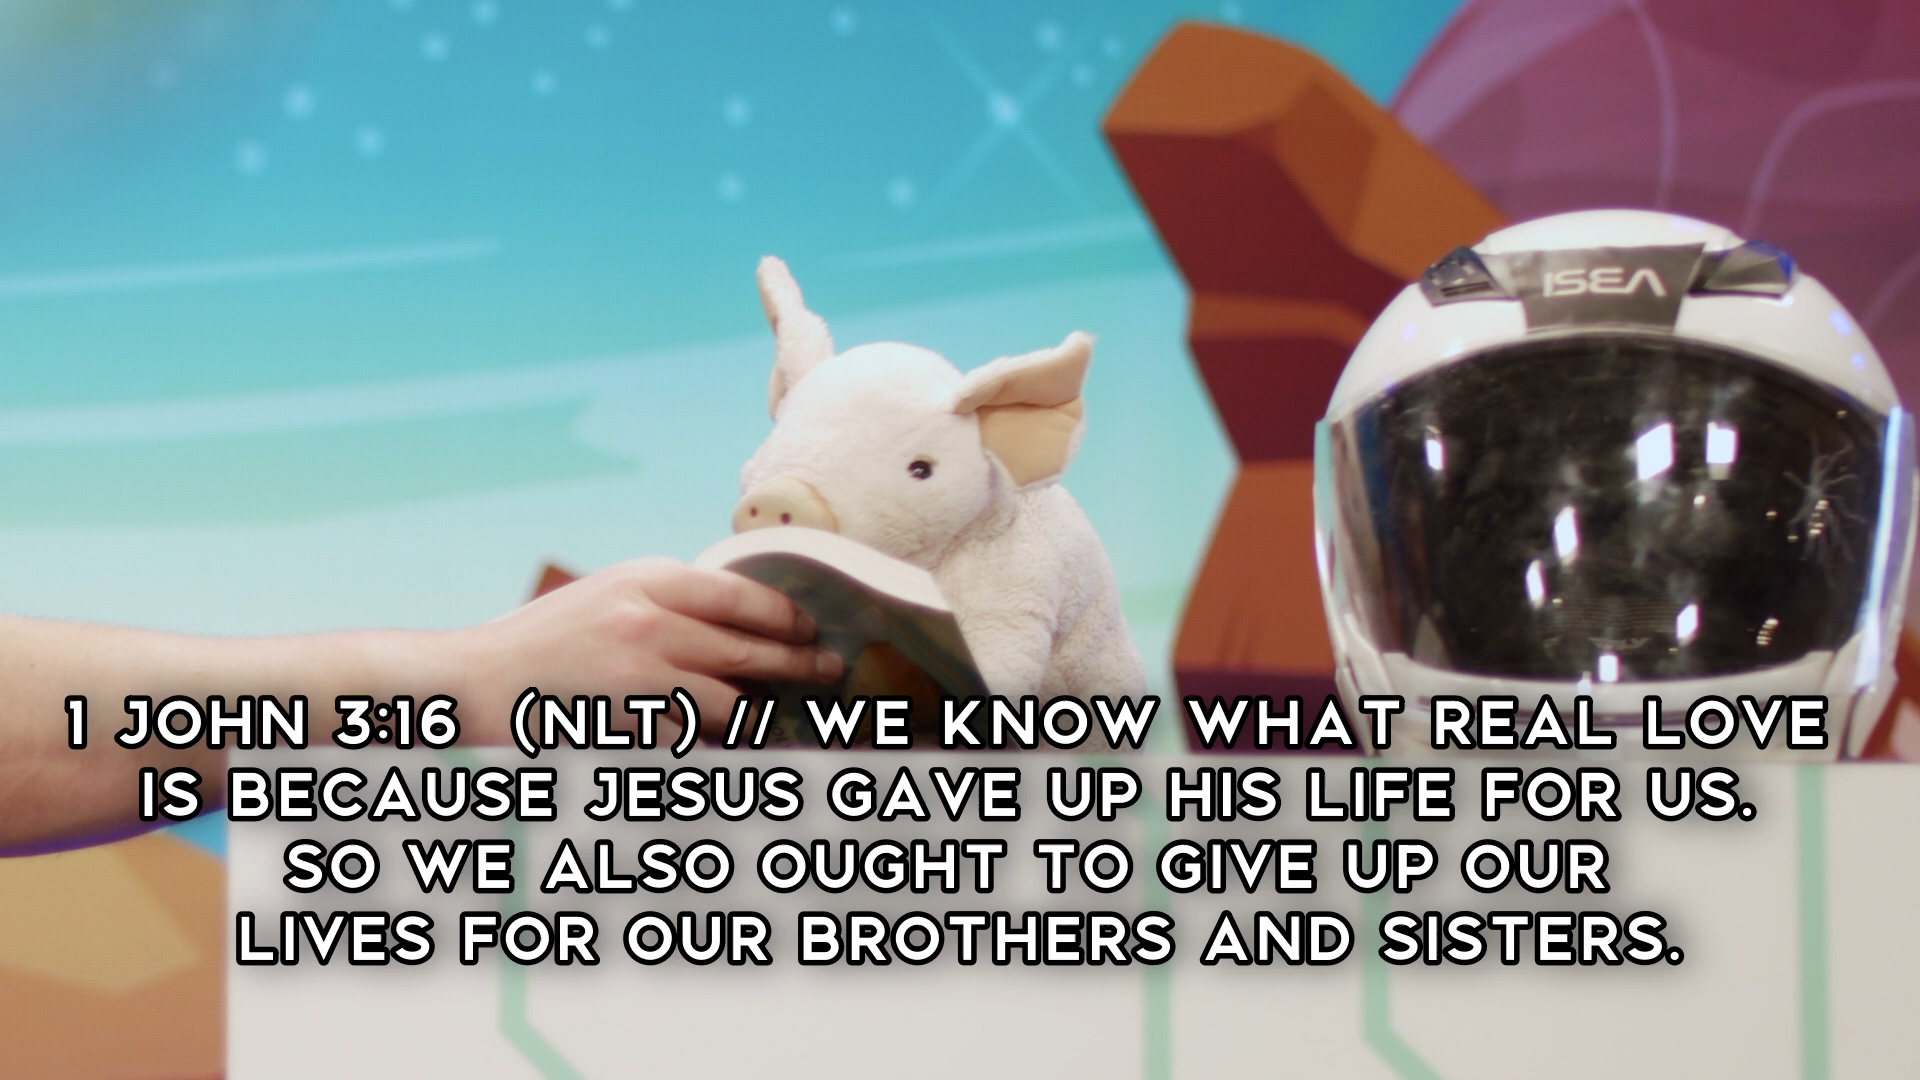 ISEA
1 JOHN 3:16 (NLT) // WE KNOW WHAT REAL LOVE
IS BECAUSE JESUS GAVE UP HIS LIFE FOR US.
SO WE ALSO OUGHT TO GIVE UP OUR
LIVES FOR OUR BROTHERS AND SISTERS.